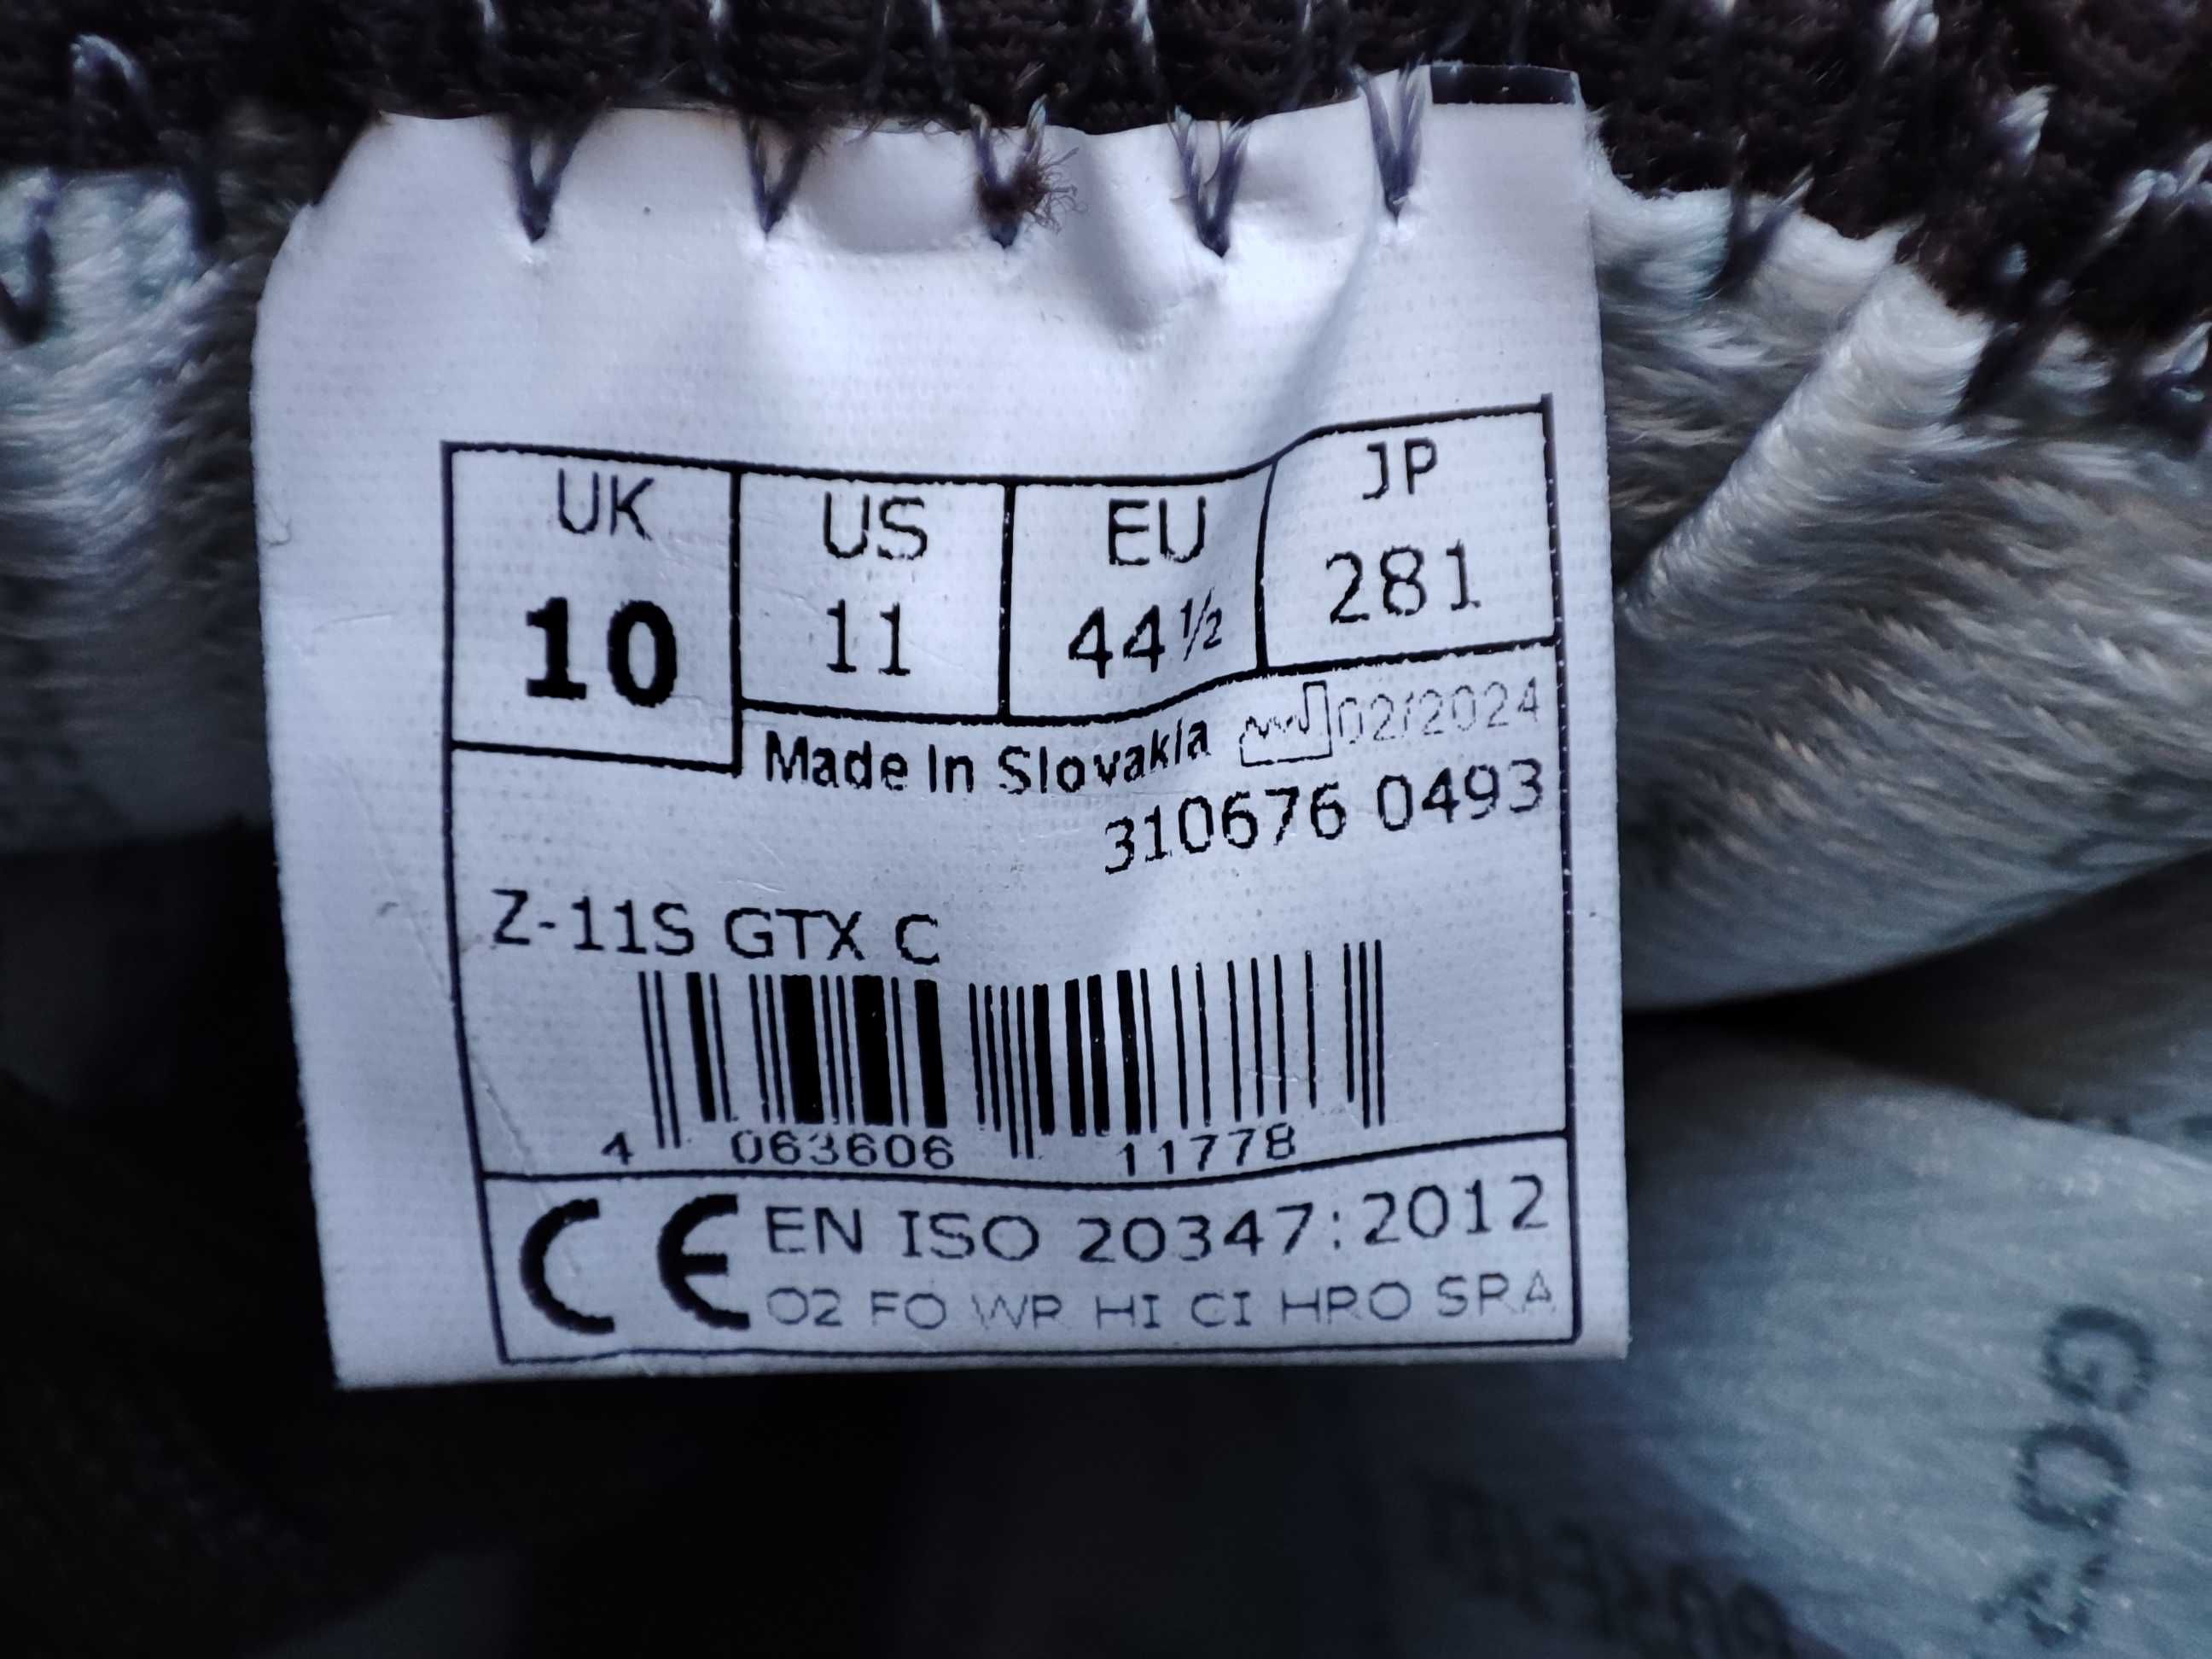 UK US EU JP
10 11 44½ 281
Made In Slovakia 02/2024
310676 0493
Z-11S GTX C
4 063606 11778
CE EN ISO 20347:2012
O2 FO WR HI CI HRO SRA